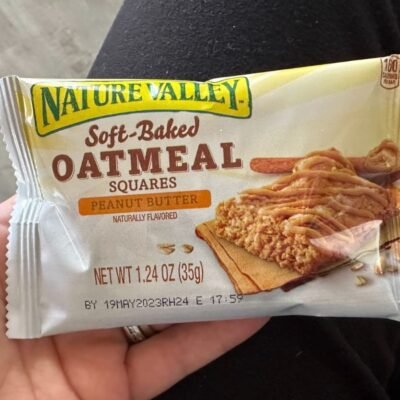 NATURE VALLEY
Soft-Baked
OATMEAL
SQUARES
PEANUT BUTTER
NATURALLY FLAVORED
NET WT 1.24 OZ (35g)
BY 19MAY2023RH24 E 17:59